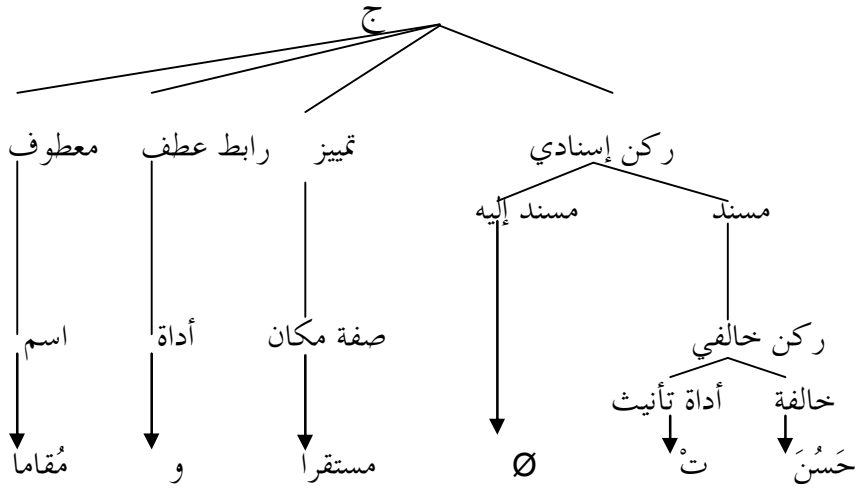 ج
ركن إسنادي تمييز رابط عطف معطوف
مسند مسند إليه
ركن خالفي صفة مكان أداة اسم
خالفة أداة تأنيث
حَسُنَ تْ Ø مستقرا و مُقاما